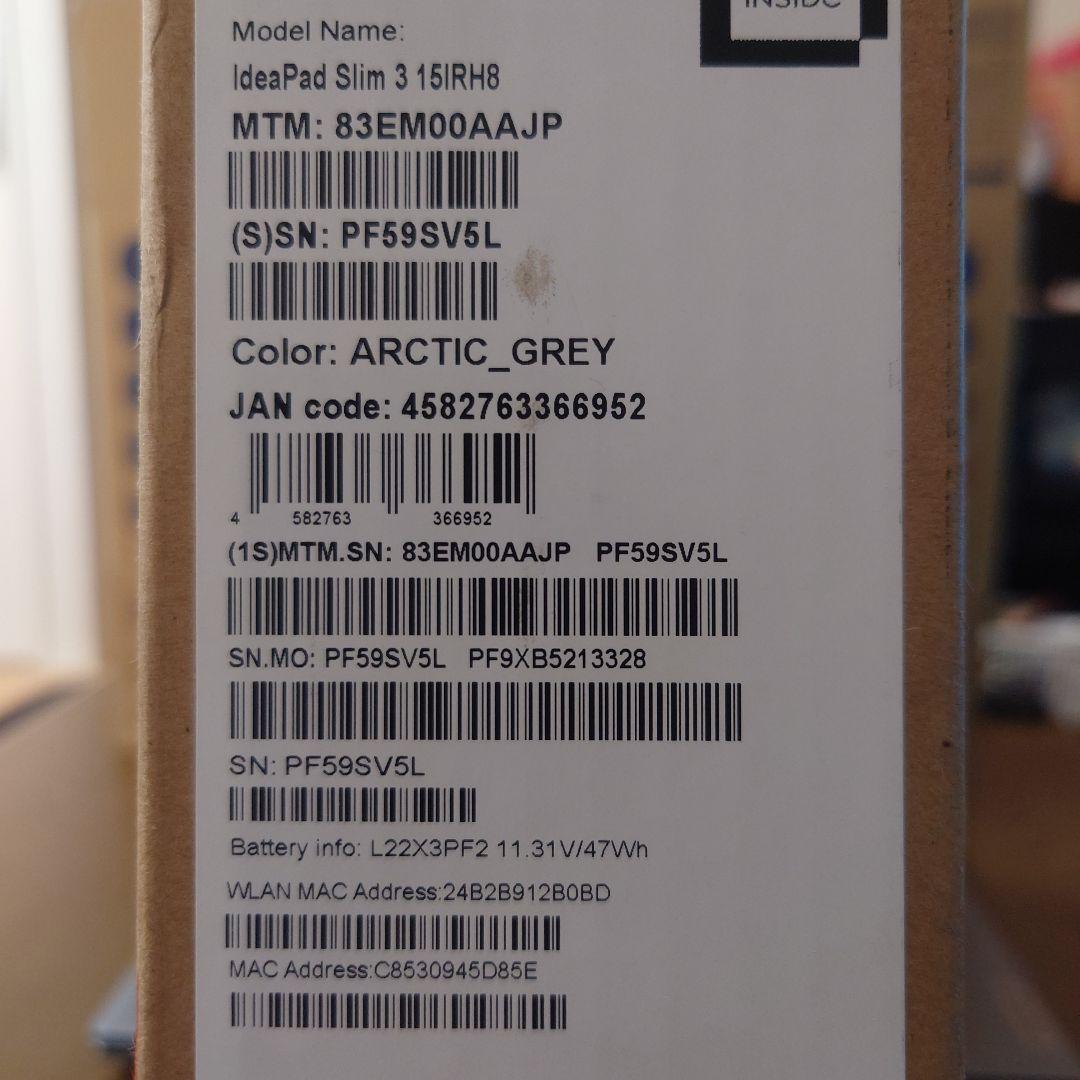 INSIDE
Model Name:
IdeaPad Slim 3 15IRH8
MTM: 83EM00AAJP
(S)SN: PF59SV5L
Color: ARCTIC_GREY
JAN code: 4582763366952
4 582763 366952
(1S)MTM.SN: 83EM00AAJP PF59SV5L
SN.MO: PF59SV5L PF9XB5213328
SN: PF59SV5L
Battery info: L22X3PF2 11.31V/47Wh
WLAN MAC Address:24B2B912B0BD
MAC Address:C8530945D85E